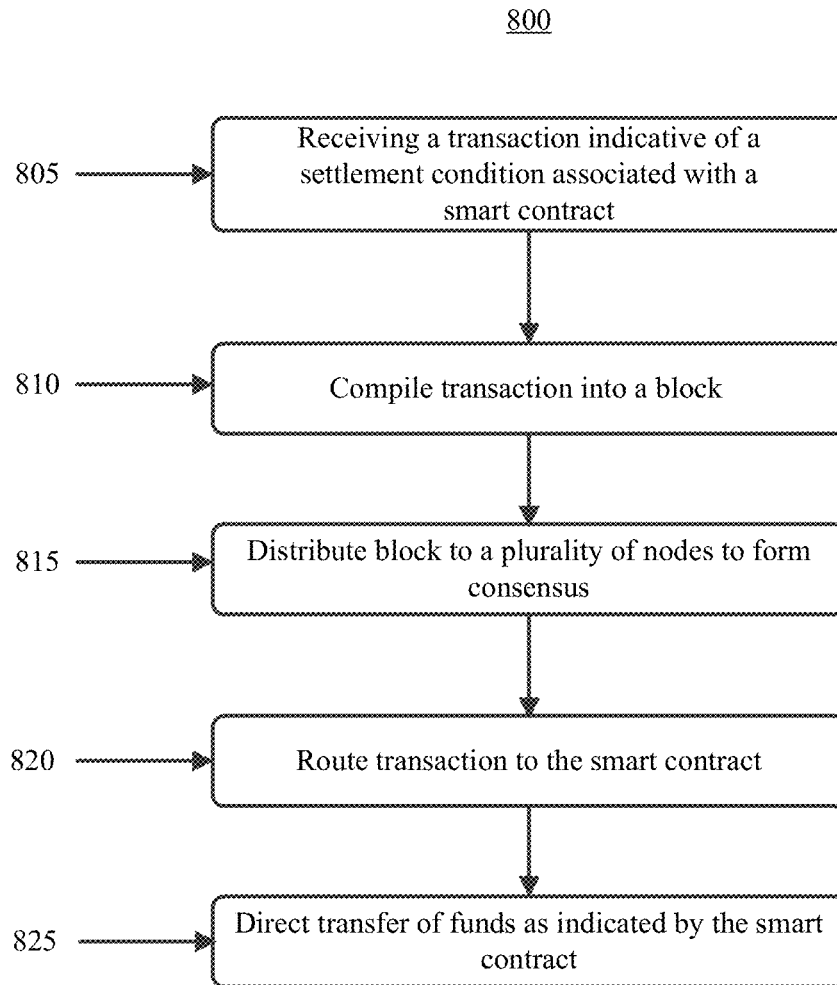 800
805
Receiving a transaction indicative of a
settlement condition associated with a
smart contract
810
Compile transaction into a block
815
Distribute block to a plurality of nodes to form
consensus
820
Route transaction to the smart contract
825
Direct transfer of funds as indicated by the smart
contract